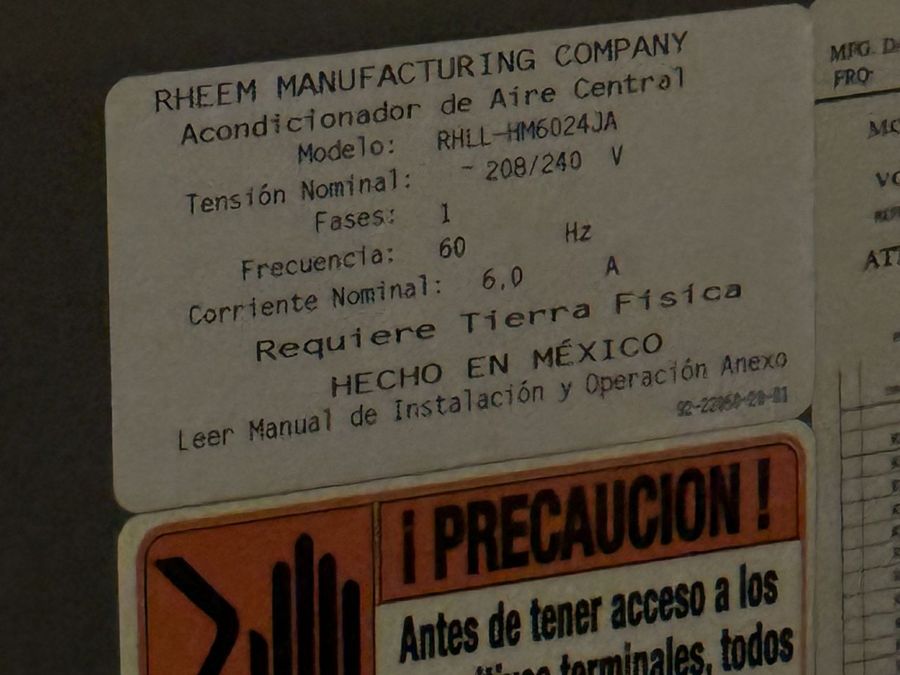 RHEEM MANUFACTURING COMPANY
Acondicionador de Aire Central
Modelo: RHLL-HM6024JA
Tensión Nominal: ~ 208/240 V
Fases: 1
Frecuencia: 60 Hz
Corriente Nominal: 6,0 A
Requiere Tierra Física
HECHO EN MÉXICO
Leer Manual de Instalación y Operación Anexo
¡ PRECAUCION !
Antes de tener acceso a los
terminales, todos
MFG.